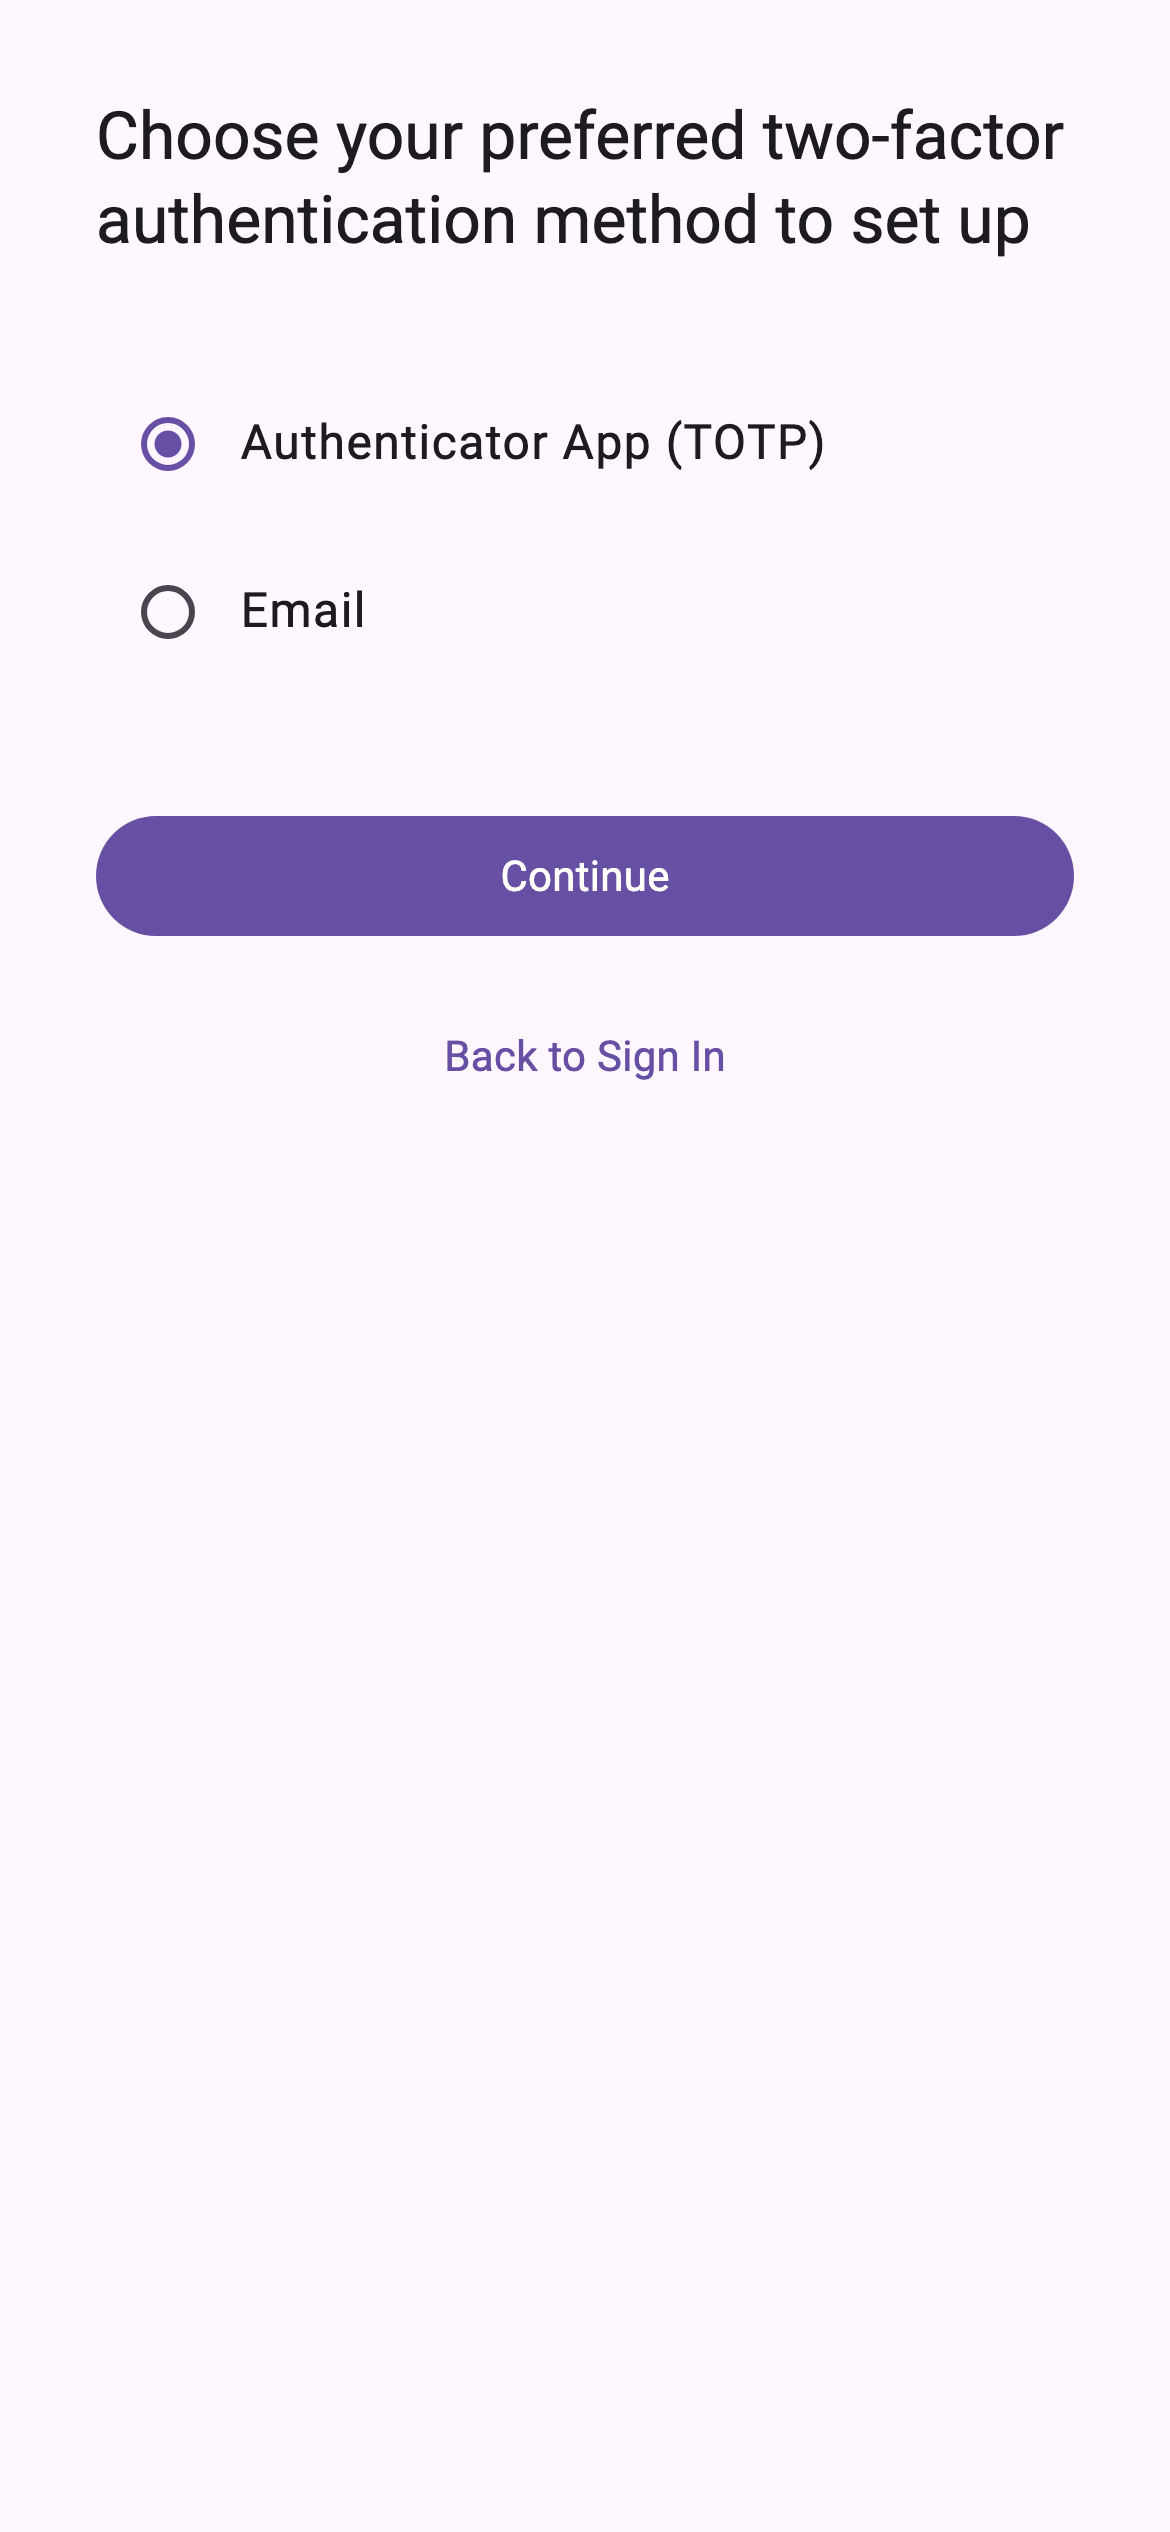 Choose your preferred two-factor
authentication method to set up
Authenticator App (TOTP)
Email
Continue
Back to Sign In